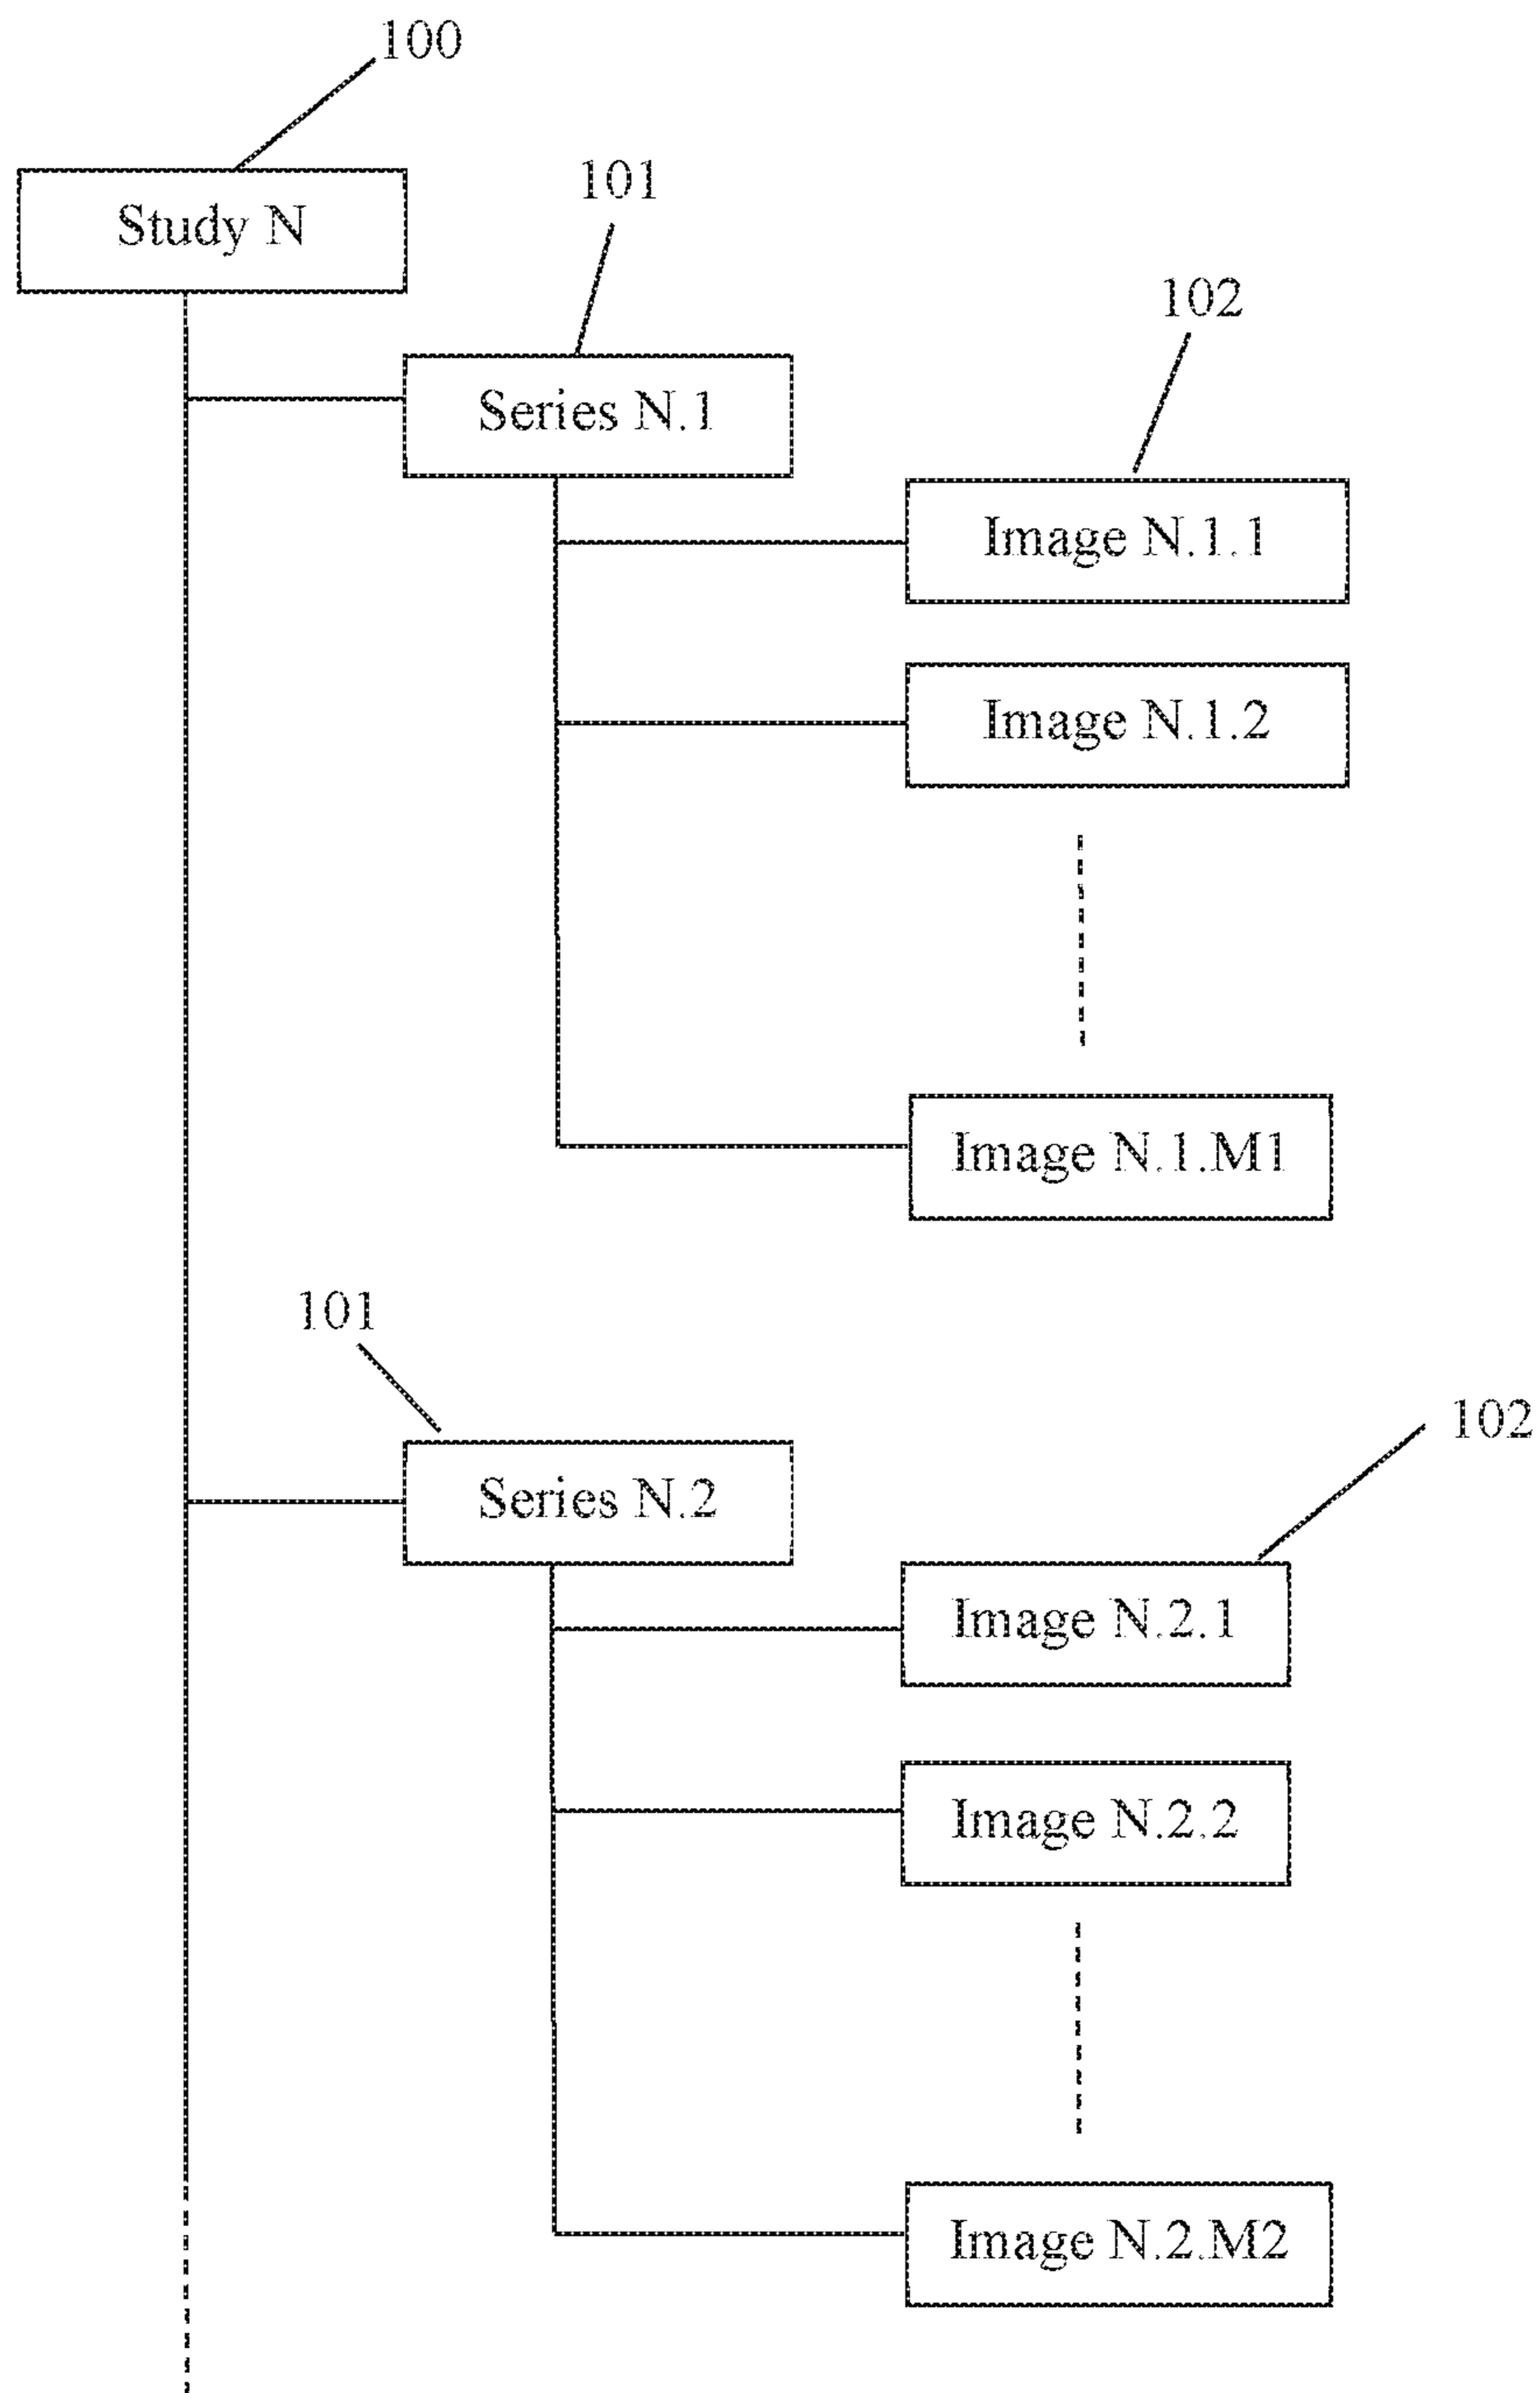 100
Study N
101
Series N.1
102
Image N.1.1
Image N.1.2
Image N.1.M1
101
Series N.2
102
Image N.2.1
Image N.2.2
Image N.2.M2